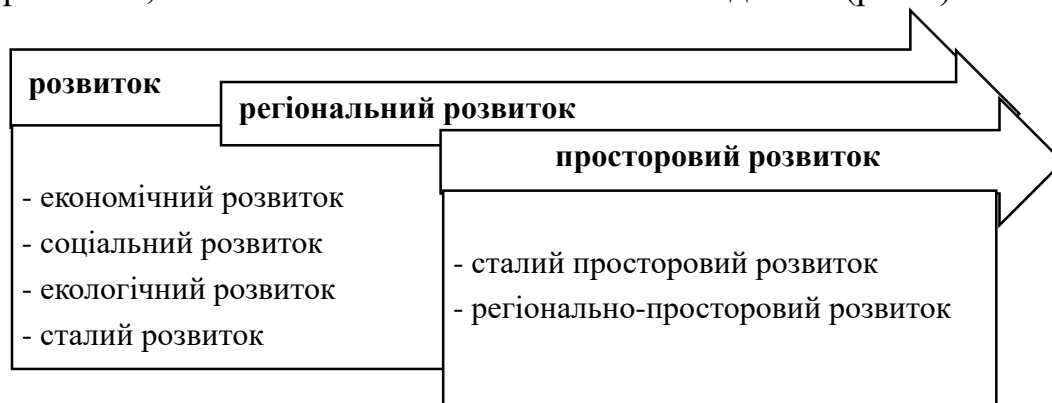 розвиток
регіональний розвиток
просторовий розвиток
- економічний розвиток
- соціальний розвиток
- екологічний розвиток
- сталий розвиток
- сталий просторовий розвиток
- регіонально-просторовий розвиток